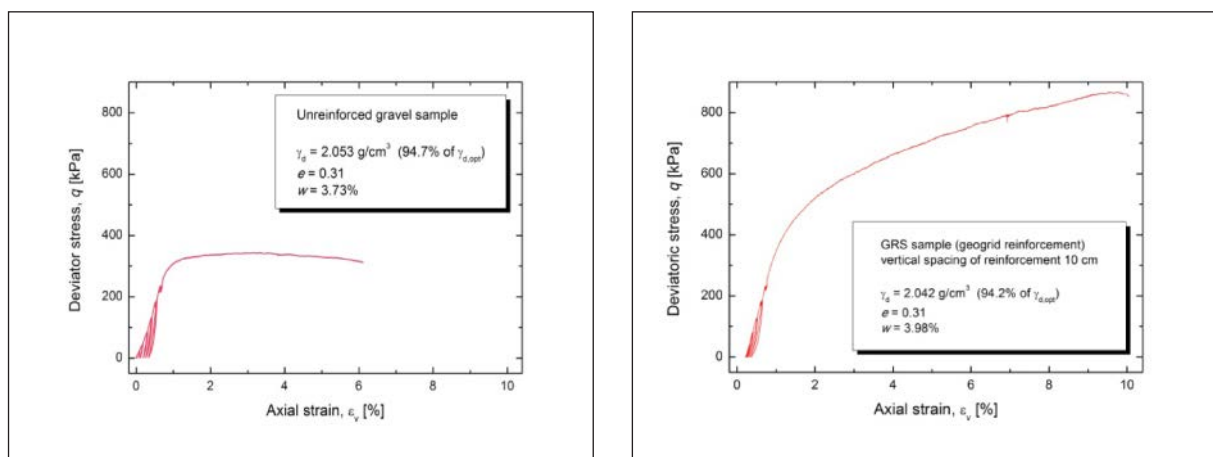 Deviator stress, q [kPa]
800
600
400
200
0
Unreinforced gravel sample
γd = 2.053 g/cm³ (94.7% of γd,opt)
e = 0.31
w = 3.73%
0 2 4 6 8 10
Axial strain, εv [%]
Deviatoric stress, q [kPa]
800
600
400
200
0
GRS sample (geogrid reinforcement)
vertical spacing of reinforcement 10 cm
γd = 2.042 g/cm³ (94.2% of γd,opt)
e = 0.31
w = 3.98%
0 2 4 6 8 10
Axial strain, εv [%]